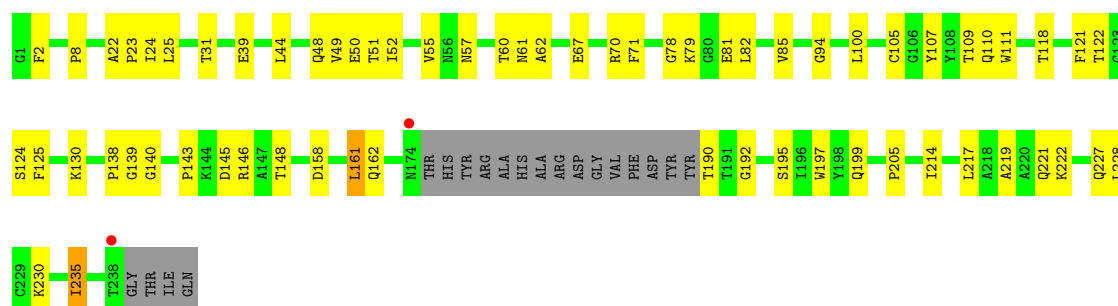 G1 F2 P8 A22 P23 I24 L25 T31 E39 L44 Q48 V49 E50 T51 I52 V55 N56 N57 T60 N61 A62 E67 R70 F71 G78 K79 G80 E81 L82 V85 G94 L100 C105 G106 Y107 Y108 T109 Q110 W111 T118 F121 T122 C123
S124 F125 K130 P138 G139 G140 P143 K144 D145 R146 A147 T148 D158 L161 Q162 N174 THR HIS TYR ARG ALA HIS ALA ARG ASP GLY VAL PHE ASP TYR TYR T190 T191 G192 S195 I196 W197 Y198 Q199 P205 I214 L217 A218 A219 A220 Q221 K222 Q227 L228
C229 K230 I235 T238 GLY THR ILE GLN